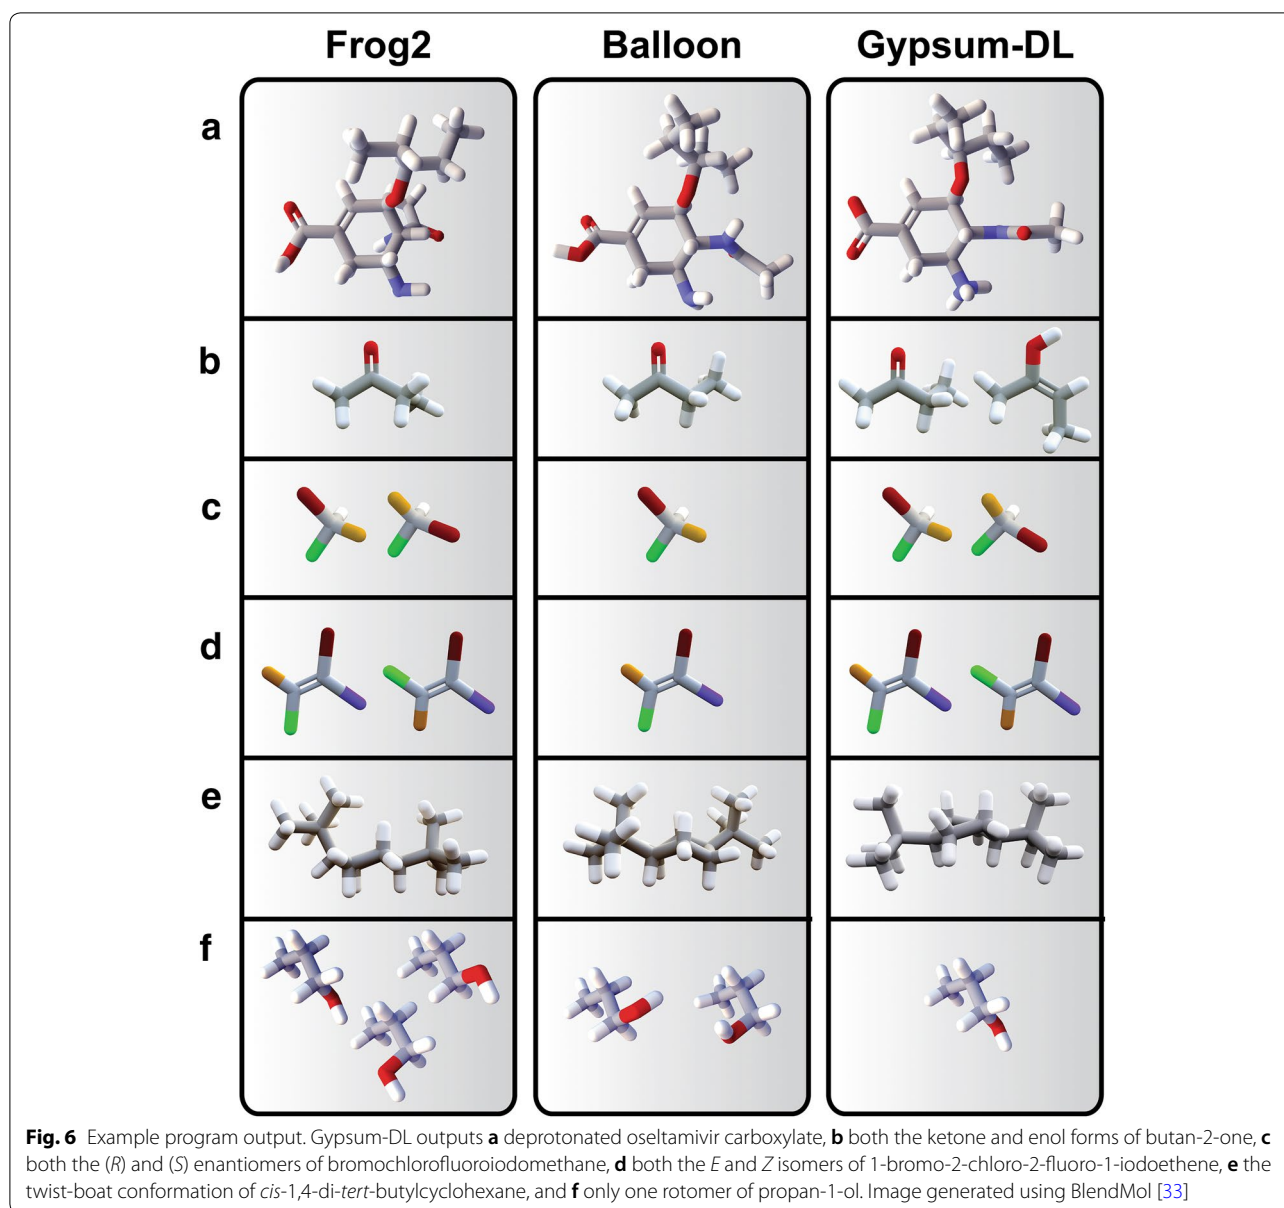 Frog2 Balloon Gypsum-DL
a
b
c
d
e
f
Fig. 6 Example program output. Gypsum-DL outputs a deprotonated oseltamivir carboxylate, b both the ketone and enol forms of butan-2-one, c
both the (R) and (S) enantiomers of bromochlorofluoroiodomethane, d both the E and Z isomers of 1-bromo-2-chloro-2-fluoro-1-iodoethene, e the
twist-boat conformation of cis-1,4-di-tert-butylcyclohexane, and f only one rotomer of propan-1-ol. Image generated using BlendMol [33]